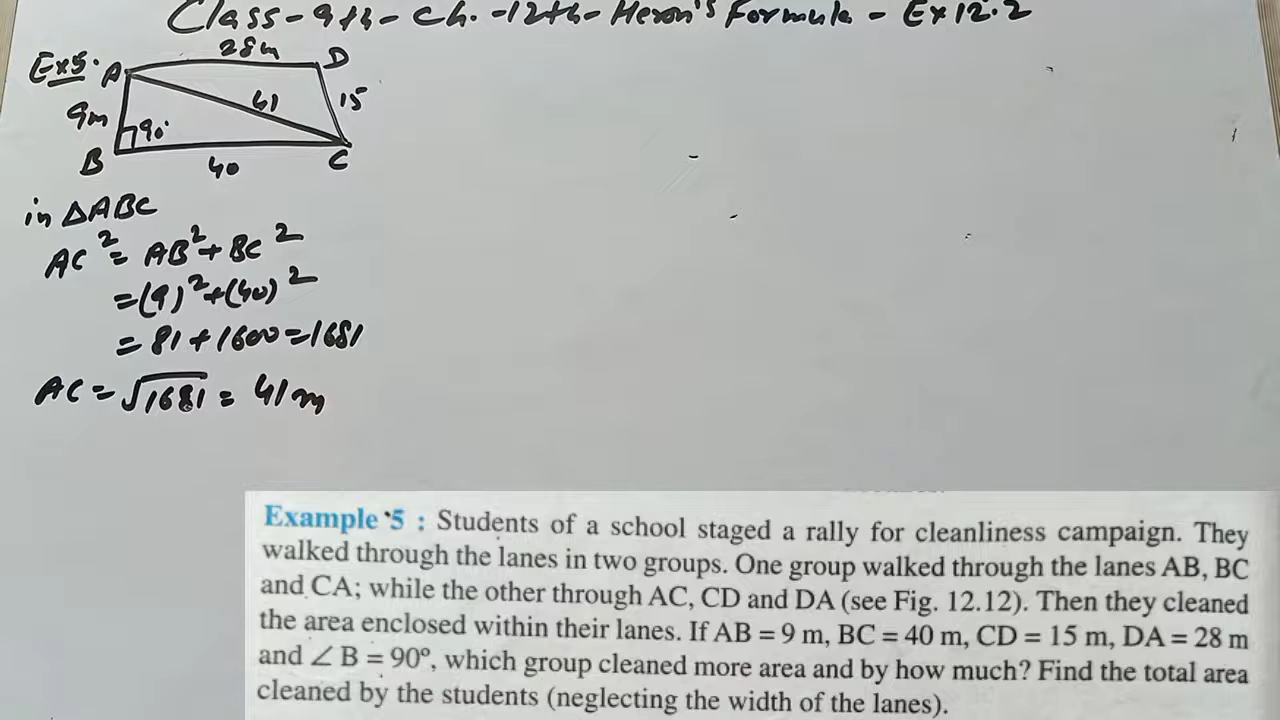 Class-9th-Ch.-12th-Heron's Formula - Ex 12.2
Ex 5.
28m
A
D
9m
41
15
90°
B
40
C
in ΔABC
AC² = AB² + BC²
= (9)² + (40)²
= 81 + 1600 = 1681
AC = √1681 = 41m
Example 5 : Students of a school staged a rally for cleanliness campaign. They
walked through the lanes in two groups. One group walked through the lanes AB, BC
and CA; while the other through AC, CD and DA (see Fig. 12.12). Then they cleaned
the area enclosed within their lanes. If AB = 9 m, BC = 40 m, CD = 15 m, DA = 28 m
and ∠ B = 90º, which group cleaned more area and by how much? Find the total area
cleaned by the students (neglecting the width of the lanes).